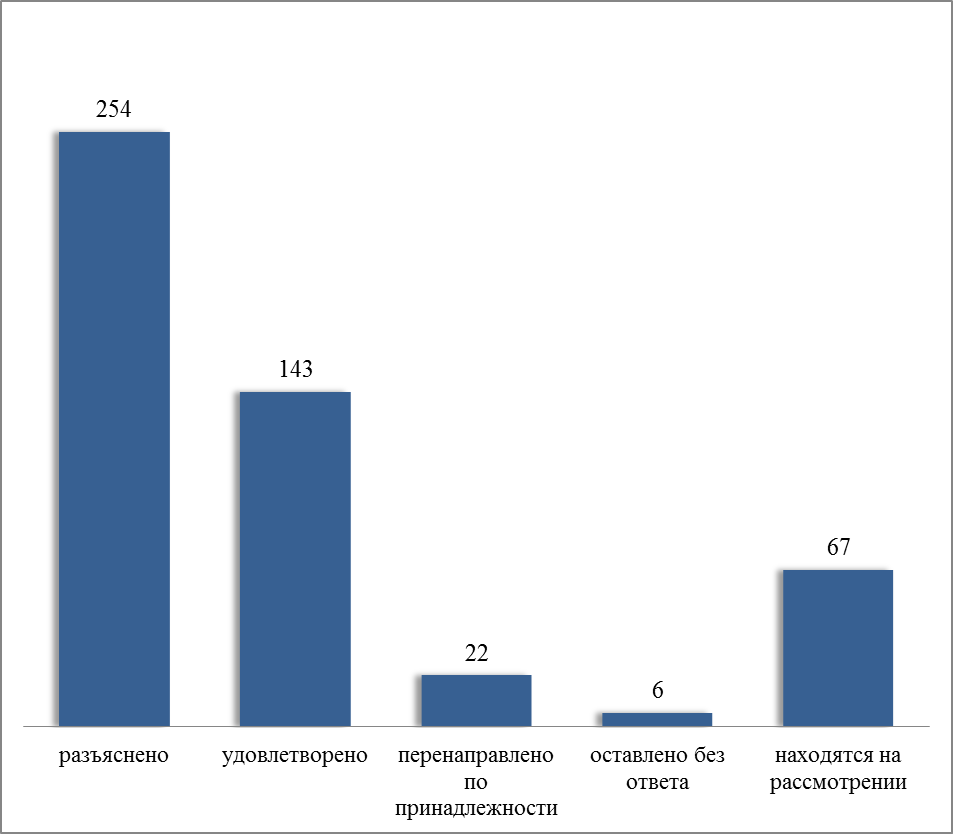 254
143
67
22
6
разъяснено
удовлетворено
перенаправлено
по
принадлежности
оставлено без
ответа
находятся на
рассмотрении